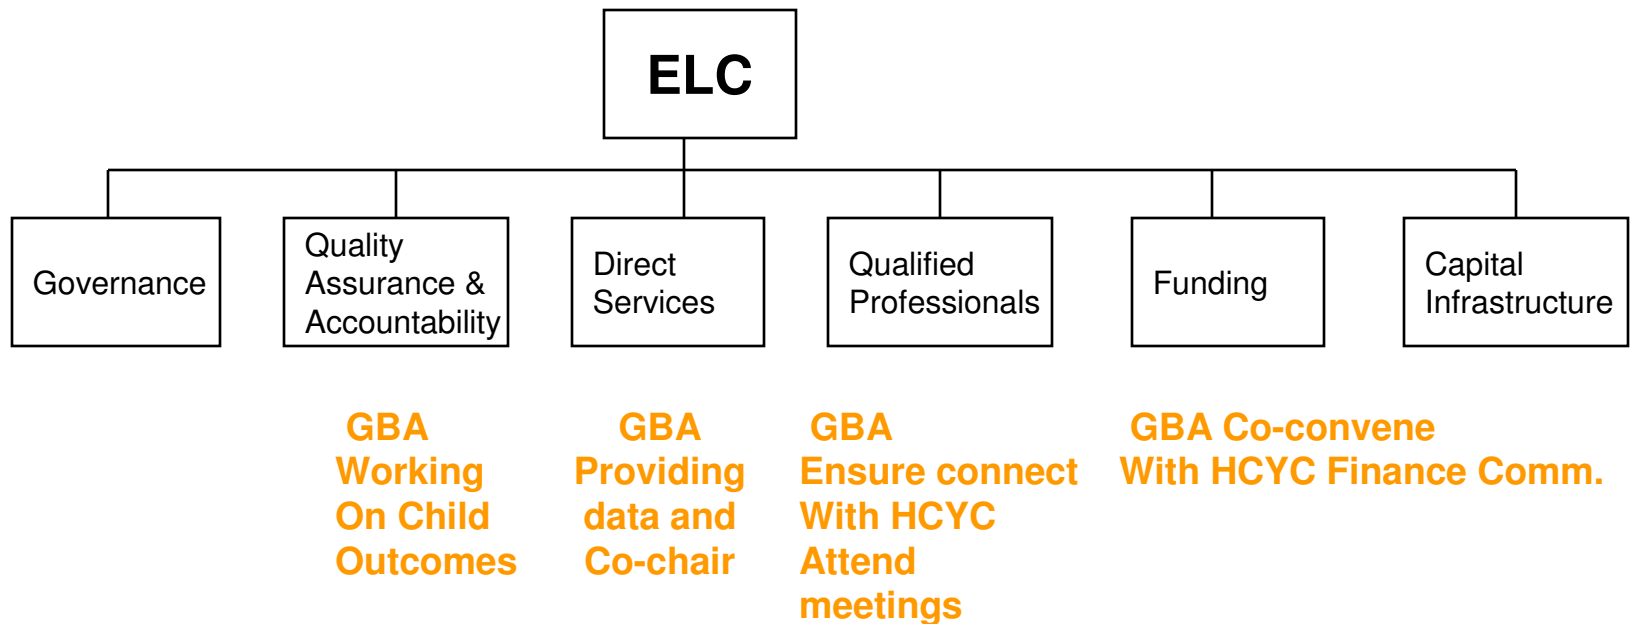 ELC
Governance
Quality
Assurance &
Accountability
Direct
Services
Qualified
Professionals
Funding
Capital
Infrastructure
GBA
Working
On Child
Outcomes
GBA
Providing
data and
Co-chair
GBA
Ensure connect
With HCYC
Attend
meetings
GBA Co-convene
With HCYC Finance Comm.